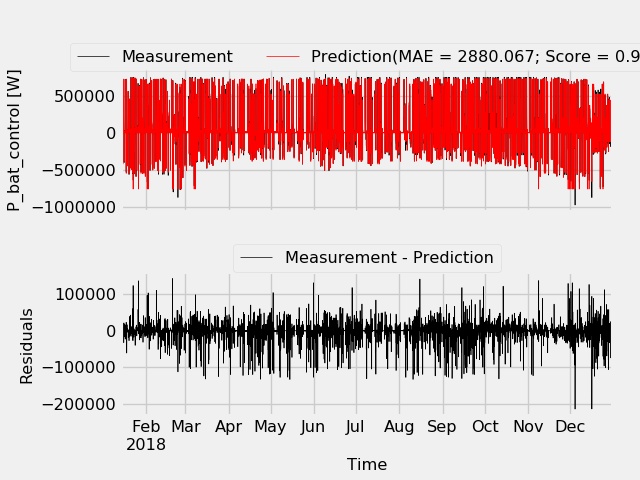 Measurement Prediction(MAE = 2880.067; Score = 0.9
P_bat_control [W]
500000
0
−500000
−1000000
Measurement - Prediction
Residuals
100000
0
−100000
−200000
Feb Mar Apr May Jun Jul Aug Sep Oct Nov Dec
2018
Time